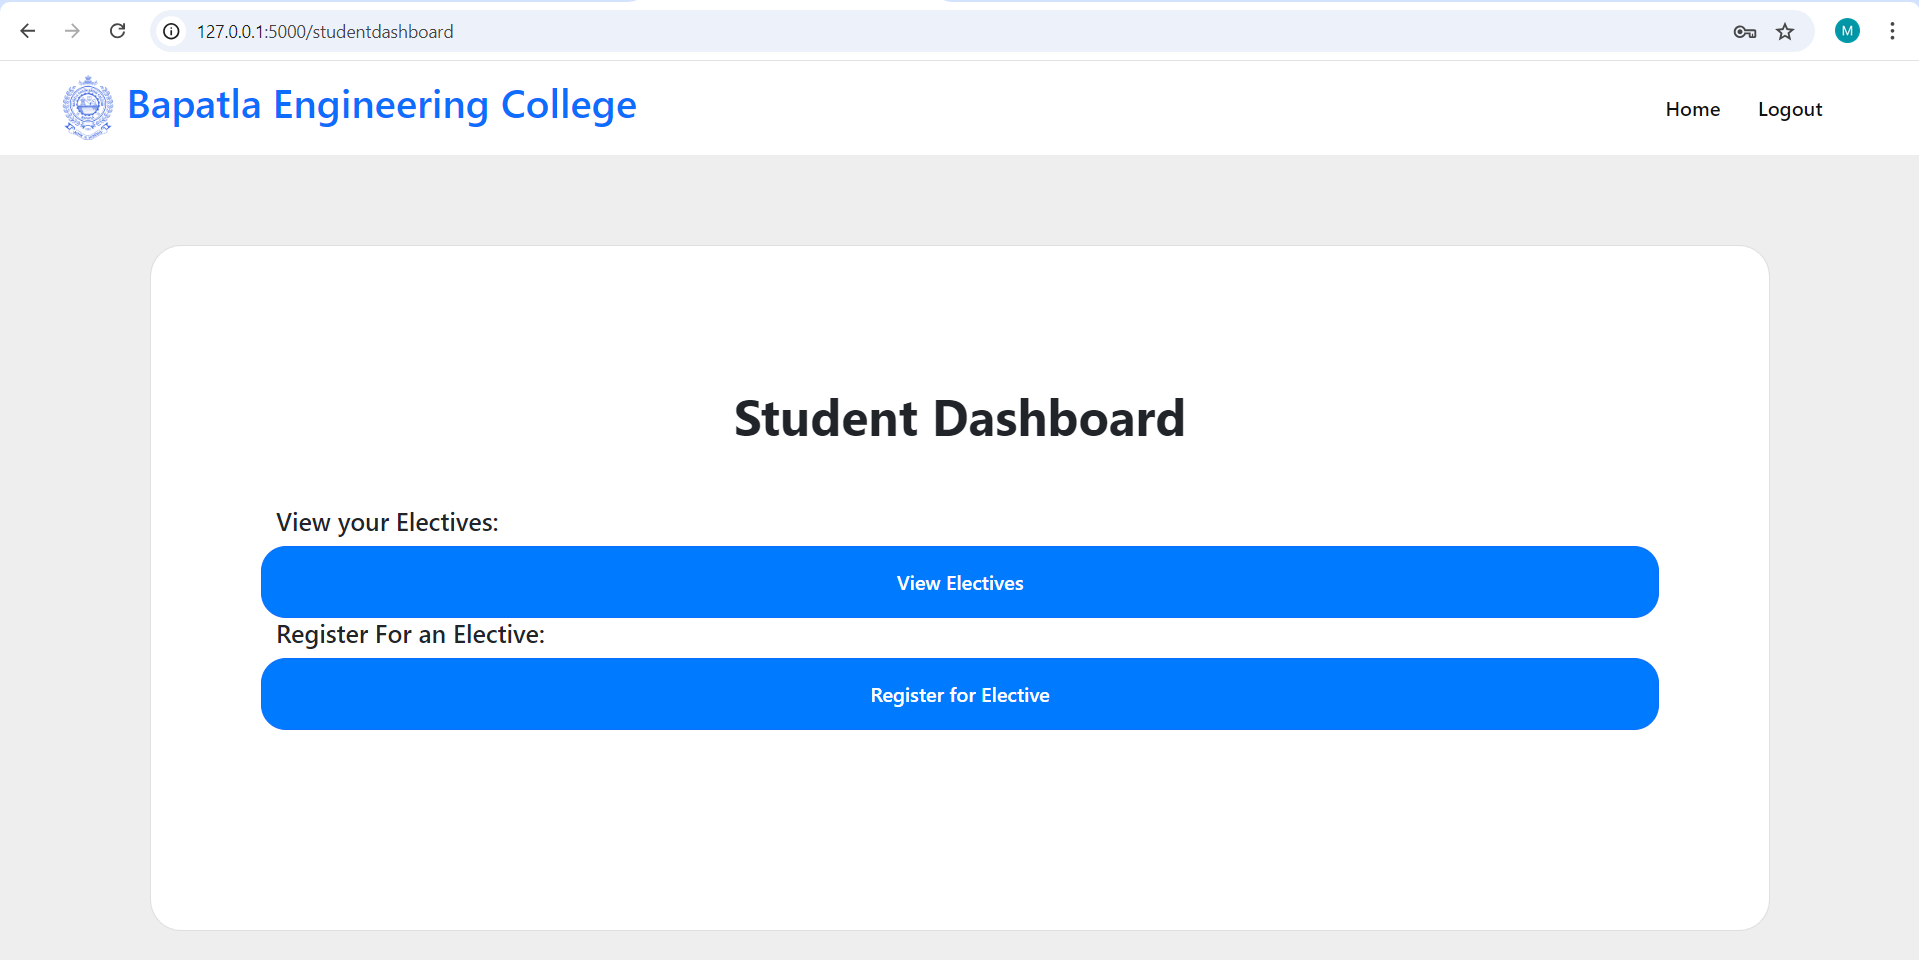 127.0.0.1:5000/studentdashboard
M
Bapatla Engineering College
Home
Logout
Student Dashboard
View your Electives:
View Electives
Register For an Elective:
Register for Elective